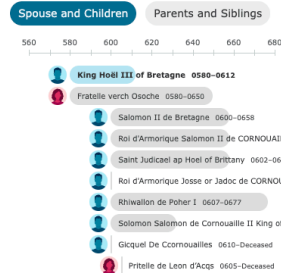 Spouse and Children Parents and Siblings
560 580 600 620 640 660 680
King Hoël III of Bretagne 0580–0612
Fratelle verch Osoche 0580–0650
Salomon II de Bretagne 0600–0658
Roi d'Armorique Salomon II de CORNOUAI
Saint Judicael ap Hoel of Brittany 0602–06
Roi d'Armorique Josse or Jadoc de CORNOU
Rhiwallon de Poher I 0607–0677
Solomon Salomon de Cornouaille II King of
Gicquel De Ccornouailles 0610–Deceased
Pritelle de Leon d'Acqs 0605–Deceased